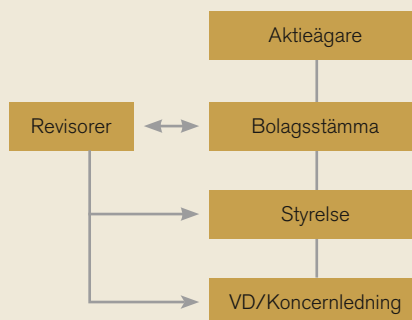 Aktieägare
Revisorer
Bolagsstämma
Styrelse
VD/Koncernledning